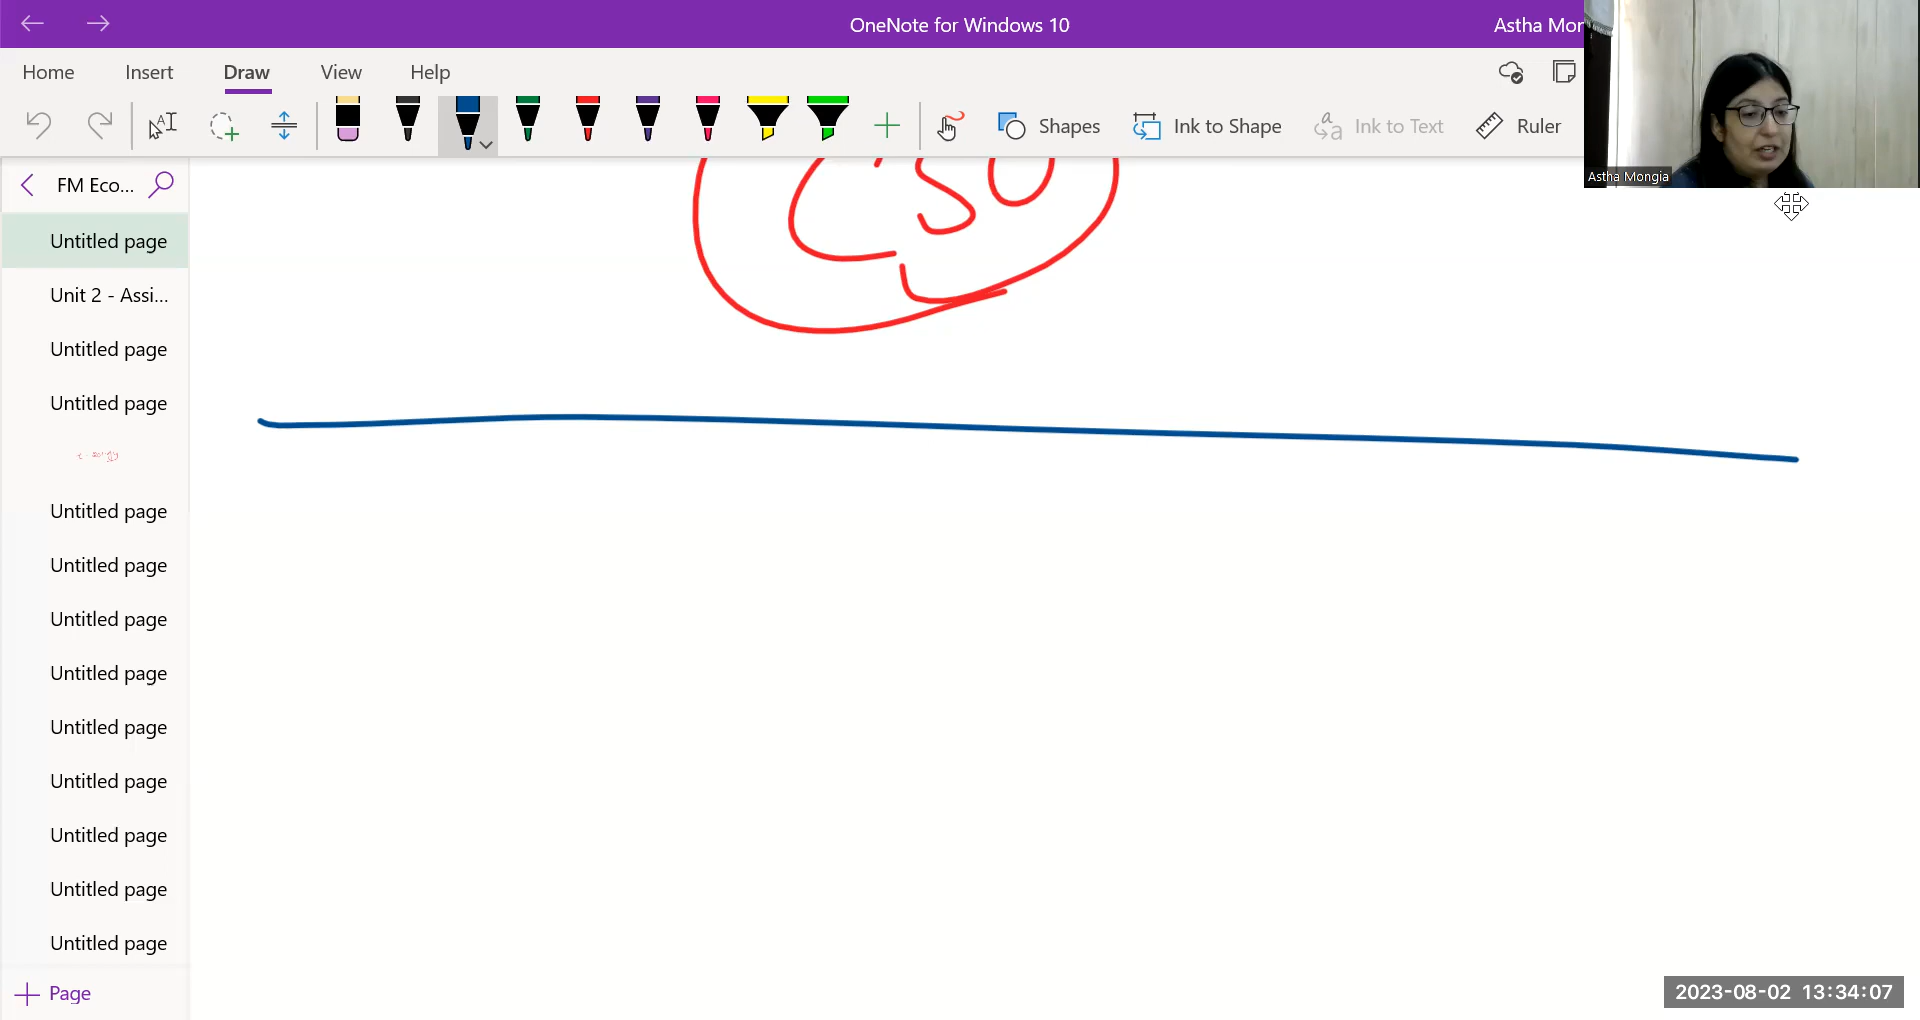 OneNote for Windows 10
Astha Mon
Home Insert Draw View Help
Shapes Ink to Shape Ink to Text Ruler
Astha Mongia
FM Eco...
Untitled page
Unit 2 - Assi...
Untitled page
Untitled page
Untitled page
Untitled page
Untitled page
Untitled page
Untitled page
Untitled page
Untitled page
Untitled page
Untitled page
Page
2023-08-02 13:34:07